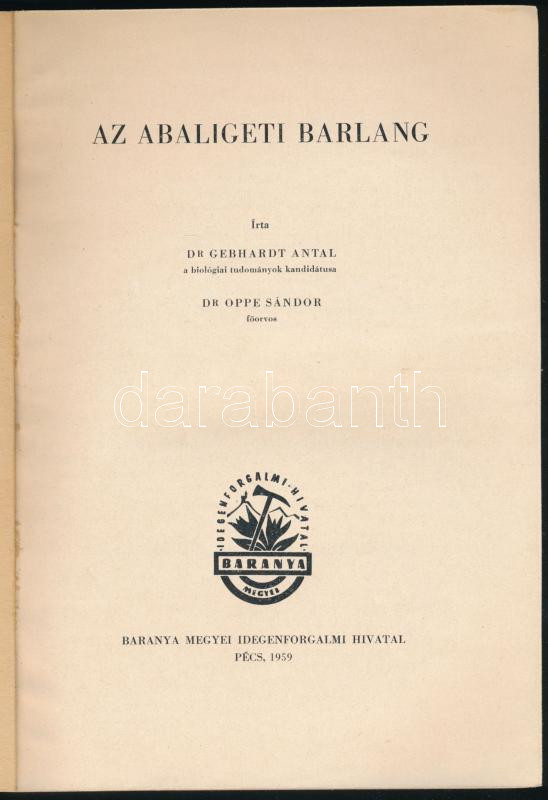 AZ ABALIGETI BARLANG
Írta
DR GEBHARDT ANTAL
a biológiai tudományok kandidátusa
DR OPPE SÁNDOR
főorvos
darabanth
IDEGENFORGALMI-HIVATAL
BARANYA
MEGYEI
BARANYA MEGYEI IDEGENFORGALMI HIVATAL
PÉCS, 1959